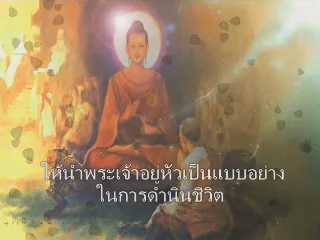 ให้นำพระเจ้าอยู่หัวเป็นแบบอย่าง
ในการดำนินชีวิต